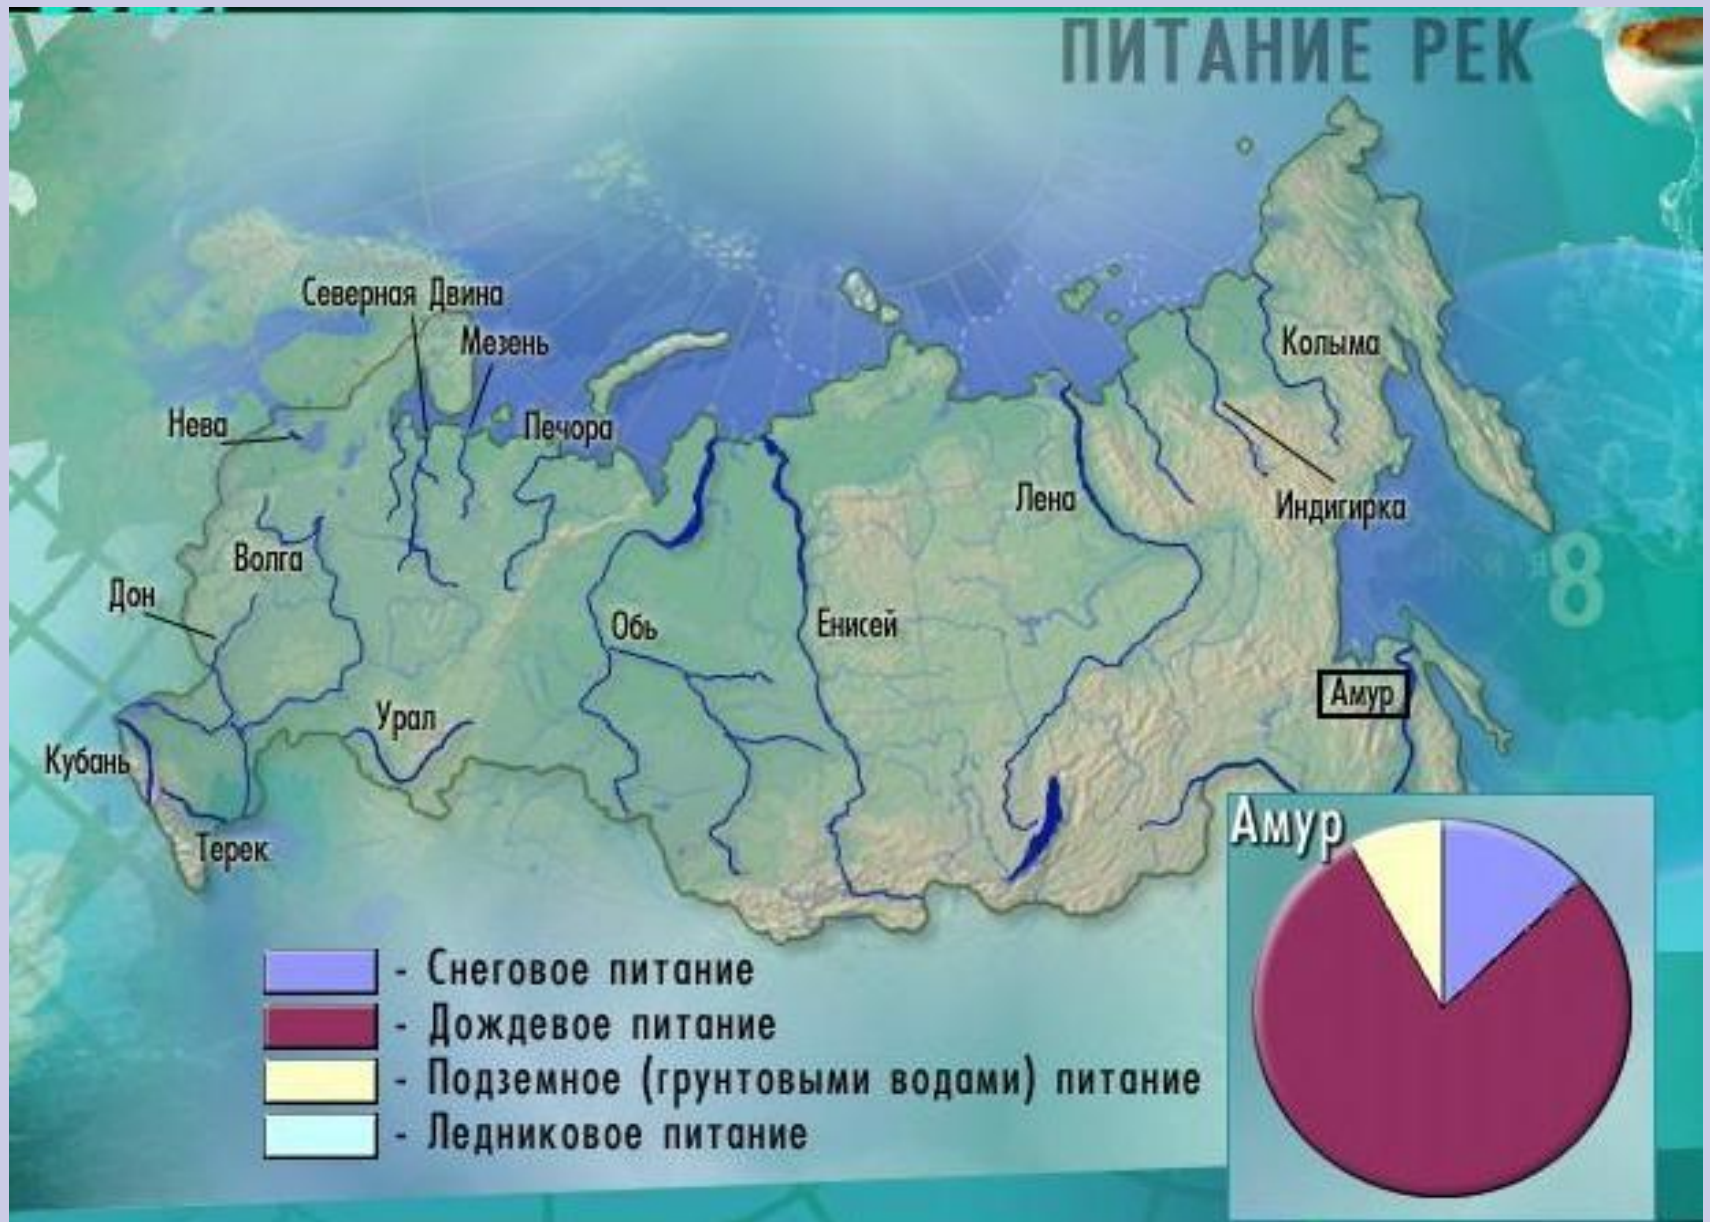 ПИТАНИЕ РЕК
Северная Двина
Мезень
Колыма
Нева
Печора
Лена
Индигирка
Волга
8
Дон
Обь
Енисей
Амур
Урал
Кубань
Терек
Амур
- Снеговое питание
- Дождевое питание
- Подземное (грунтовыми водами) питание
- Ледниковое питание